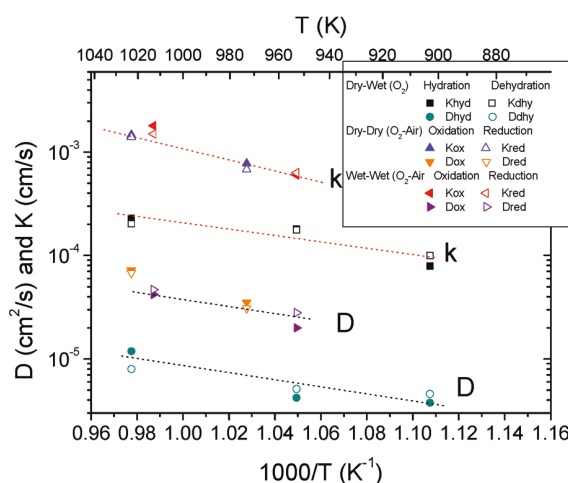 T (K)
1040 1020 1000 980 960 940 920 900 880
Dry-Wet (O₂) Hydration Dehydration
Khyd Kdhy
Dhyd Ddhy
Dry-Dry (O₂-Air) Oxidation Reduction
Kox Kred
Dox Dred
Wet-Wet (O₂-Air Oxidation Reduction
Kox Kred
Dox Dred
D (cm²/s) and K (cm/s)
10⁻³
k
10⁻⁴
k
D
10⁻⁵
D
0.96 0.98 1.00 1.02 1.04 1.06 1.08 1.10 1.12 1.14 1.16
1000/T (K⁻¹)